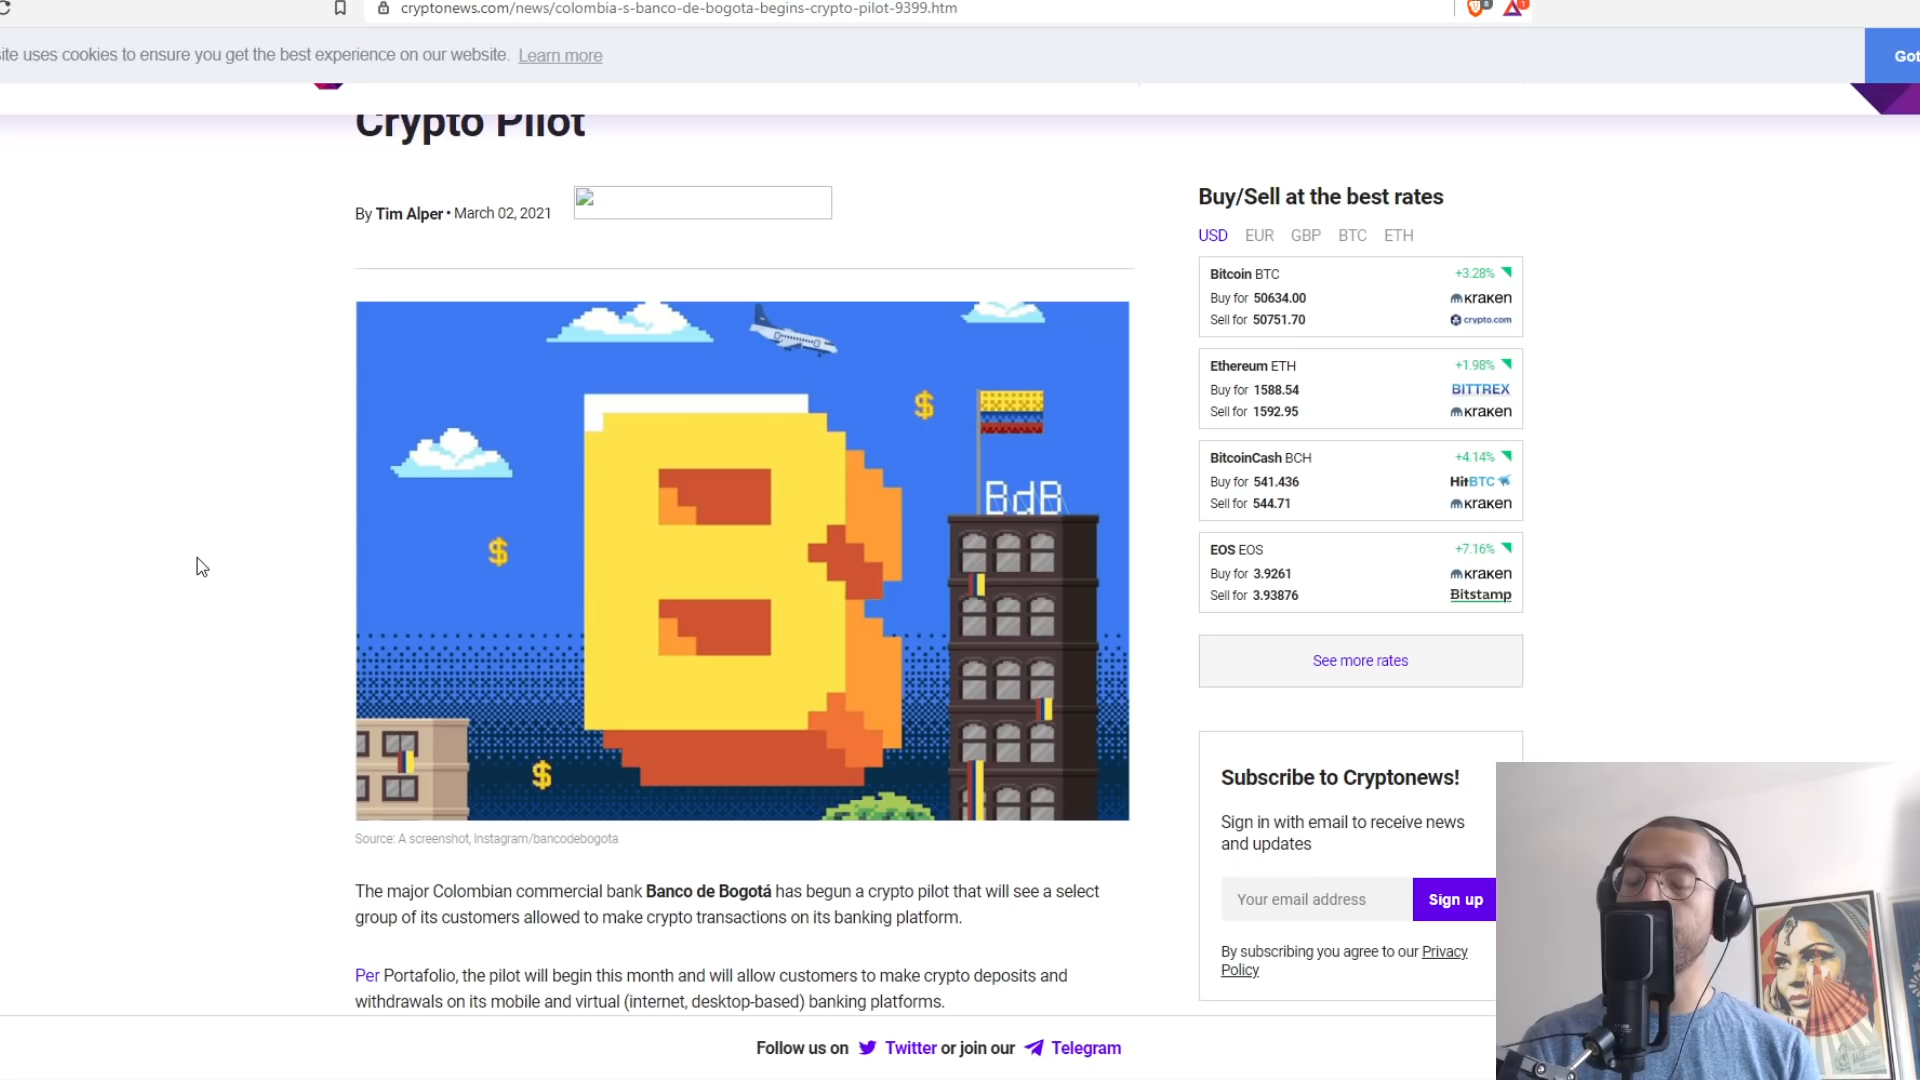 cryptonews.com/news/colombia-s-banco-de-bogota-begins-crypto-pilot-9399.htm
ite uses cookies to ensure you get the best experience on our website. Learn more
Got
Crypto Pilot
By Tim Alper • March 02, 2021
BdB
$
$
$
Source: A screenshot, Instagram/bancodebogota
The major Colombian commercial bank Banco de Bogotá has begun a crypto pilot that will see a select
group of its customers allowed to make crypto transactions on its banking platform.
Per Portafolio, the pilot will begin this month and will allow customers to make crypto deposits and
withdrawals on its mobile and virtual (internet, desktop-based) banking platforms.
Buy/Sell at the best rates
USD EUR GBP BTC ETH
Bitcoin BTC +3.28%
Buy for 50634.00 kraken
Sell for 50751.70 crypto.com
Ethereum ETH +1.98%
Buy for 1588.54 BITTREX
Sell for 1592.95 kraken
BitcoinCash BCH +4.14%
Buy for 541.436 HitBTC
Sell for 544.71 kraken
EOS EOS +7.16%
Buy for 3.9261 kraken
Sell for 3.93876 Bitstamp
See more rates
Subscribe to Cryptonews!
Sign in with email to receive news
and updates
Your email address Sign up
By subscribing you agree to our Privacy
Policy
Follow us on Twitter or join our Telegram